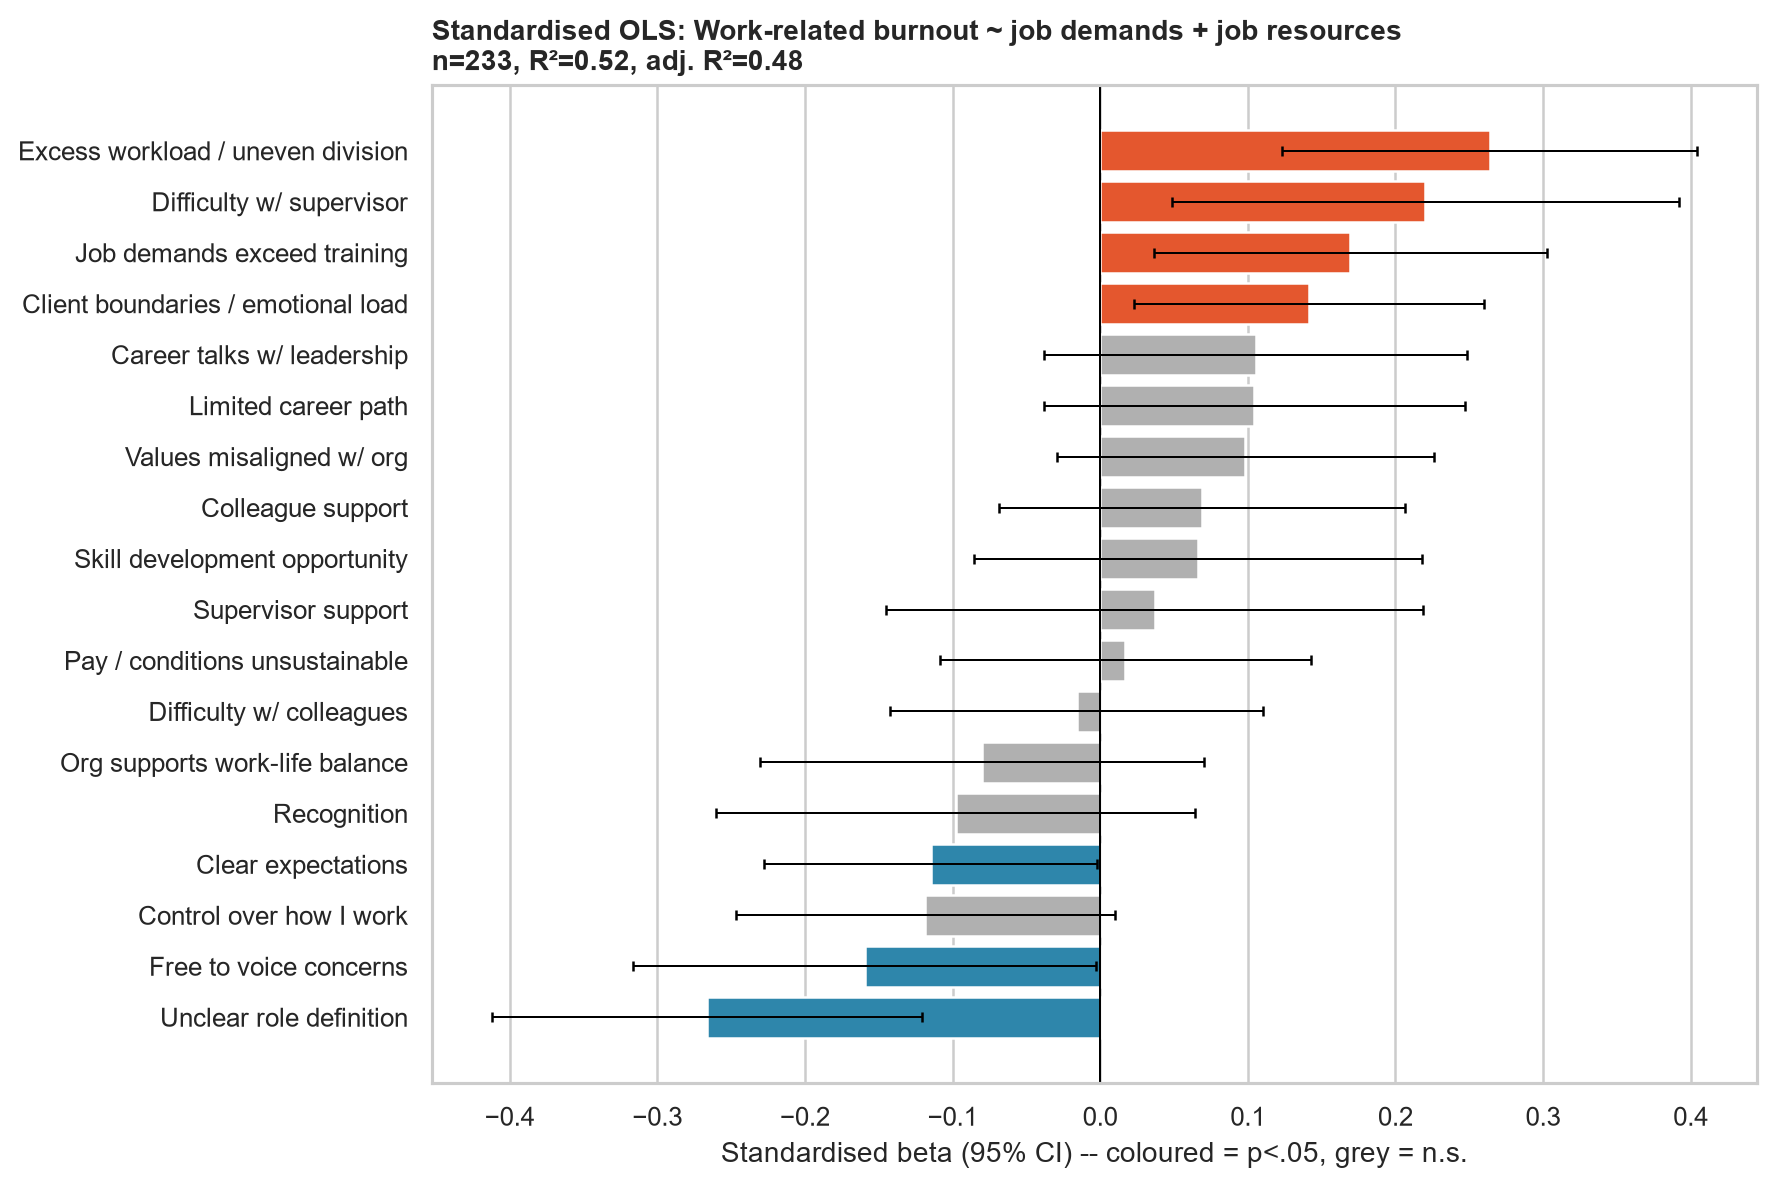 Standardised OLS: Work-related burnout ~ job demands + job resources
n=233, R²=0.52, adj. R²=0.48
Excess workload / uneven division
Difficulty w/ supervisor
Job demands exceed training
Client boundaries / emotional load
Career talks w/ leadership
Limited career path
Values misaligned w/ org
Colleague support
Skill development opportunity
Supervisor support
Pay / conditions unsustainable
Difficulty w/ colleagues
Org supports work-life balance
Recognition
Clear expectations
Control over how I work
Free to voice concerns
Unclear role definition
−0.4 −0.3 −0.2 −0.1 0.0 0.1 0.2 0.3 0.4
Standardised beta (95% CI) -- coloured = p<.05, grey = n.s.